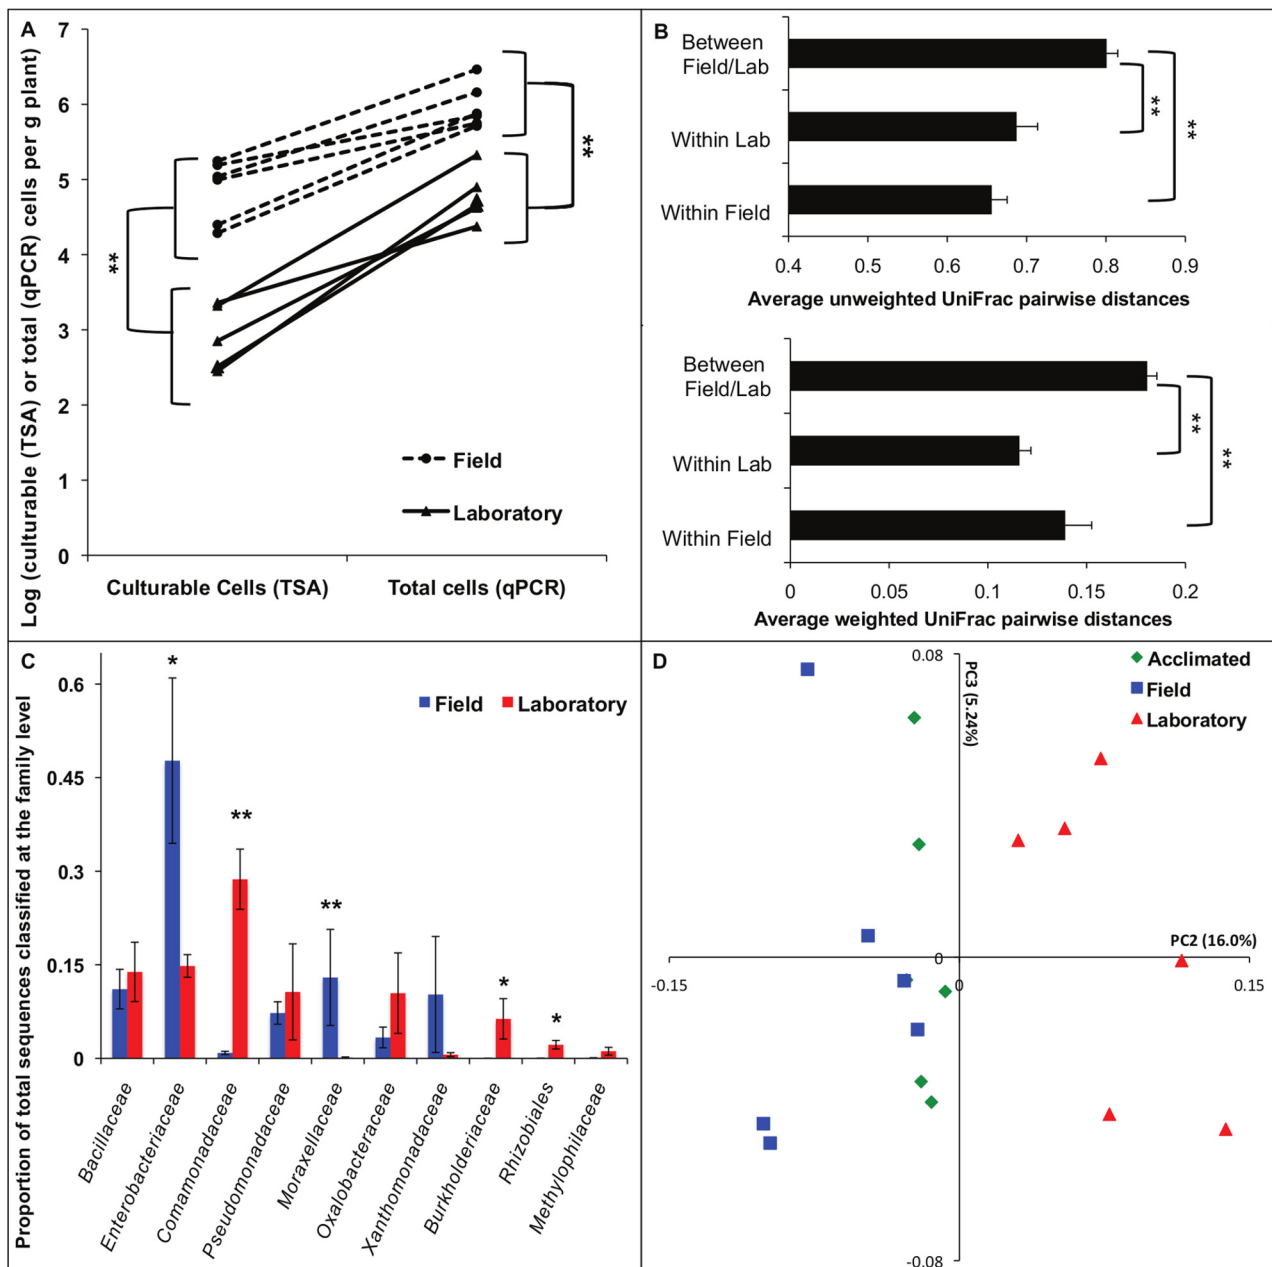 A
Log (culturable (TSA) or total (qPCR) cells per g plant)
7
6
5
4
3
2
1
0
**
**
Field
Laboratory
Culturable Cells (TSA)
Total cells (qPCR)
B
Between
Field/Lab
Within Lab
Within Field
**
**
0.4
0.5
0.6
0.7
0.8
0.9
Average unweighted UniFrac pairwise distances
Between
Field/Lab
Within Lab
Within Field
**
**
0
0.05
0.1
0.15
0.2
Average weighted UniFrac pairwise distances
C
Proportion of total sequences classified at the family level
0.6
0.45
0.3
0.15
0
*
**
**
*
*
Field
Laboratory
Bacillaceae
Enterobacteriaceae
Comamonadaceae
Pseudomonadaceae
Moraxellaceae
Oxalobacteraceae
Xanthomonadaceae
Burkholderiaceae
Rhizobiales
Methylophilaceae
D
0.08
PC3 (5.24%)
Acclimated
Field
Laboratory
PC2 (16.0%)
0
-0.15
0
0.15
-0.08